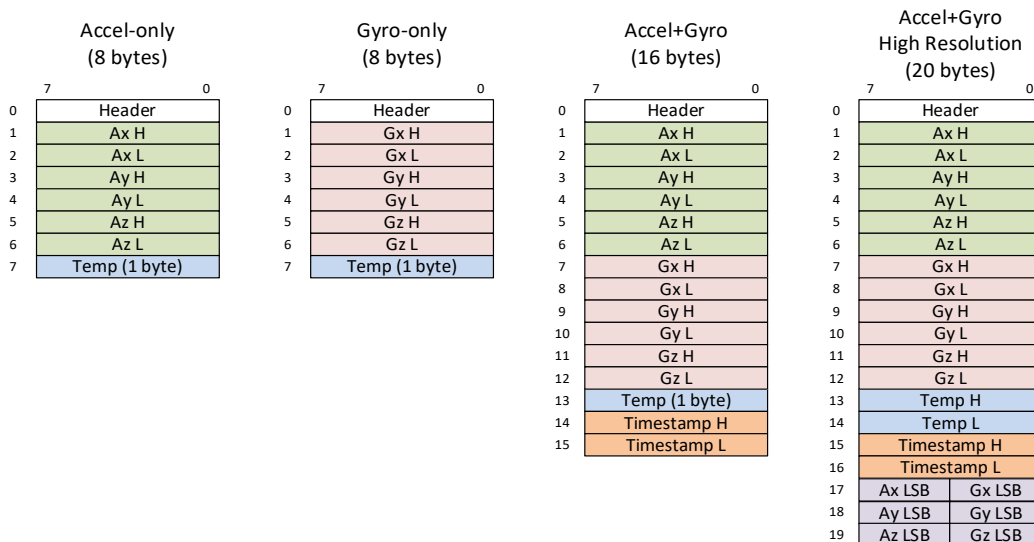 Accel-only
(8 bytes)
7 0
0 Header
1 Ax H
2 Ax L
3 Ay H
4 Ay L
5 Az H
6 Az L
7 Temp (1 byte)
Gyro-only
(8 bytes)
7 0
0 Header
1 Gx H
2 Gx L
3 Gy H
4 Gy L
5 Gz H
6 Gz L
7 Temp (1 byte)
Accel+Gyro
(16 bytes)
7 0
0 Header
1 Ax H
2 Ax L
3 Ay H
4 Ay L
5 Az H
6 Az L
7 Gx H
8 Gx L
9 Gy H
10 Gy L
11 Gz H
12 Gz L
13 Temp (1 byte)
14 Timestamp H
15 Timestamp L
Accel+Gyro
High Resolution
(20 bytes)
7 0
0 Header
1 Ax H
2 Ax L
3 Ay H
4 Ay L
5 Az H
6 Az L
7 Gx H
8 Gx L
9 Gy H
10 Gy L
11 Gz H
12 Gz L
13 Temp H
14 Temp L
15 Timestamp H
16 Timestamp L
17 Ax LSB Gx LSB
18 Ay LSB Gy LSB
19 Az LSB Gz LSB